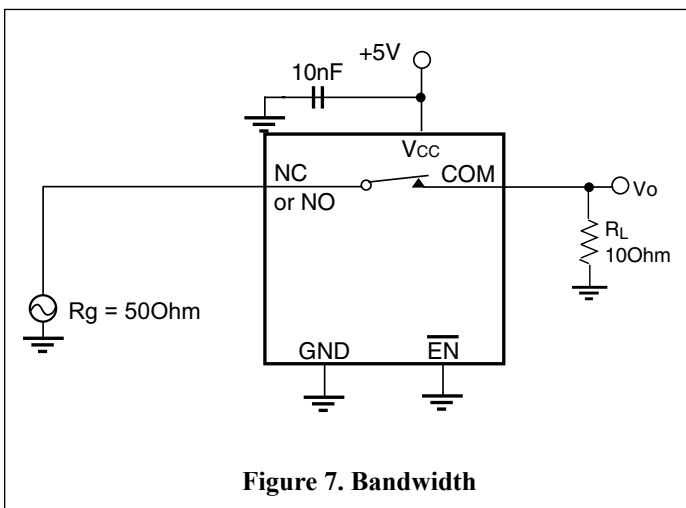 +5V
10nF
VCC
NC
COM
or NO
Vo
RL
10Ohm
Rg = 50Ohm
GND
EN
Figure 7. Bandwidth